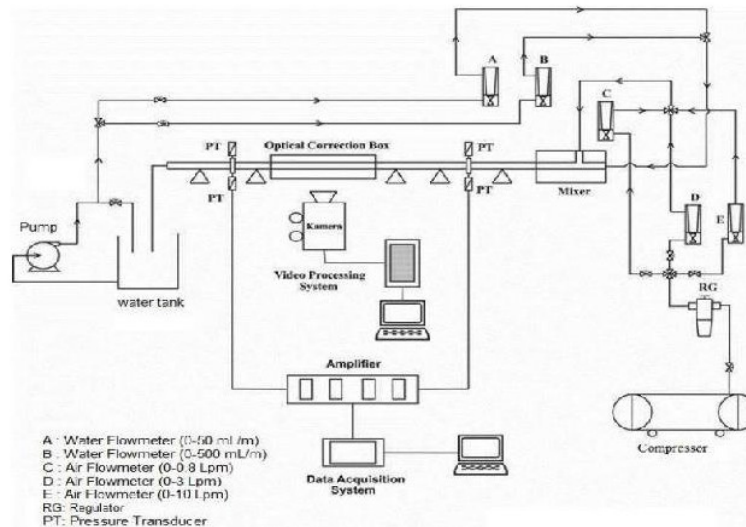 A
B
C
PT
Optical Correction Box
PT
PT
PT
Mixer
D
E
Pump
Kamera
Video Processing
System
RG
water tank
Amplifier
Compresser
Data Acquisition
System
A : Water Flowmeter (0-50 mL/m)
B : Water Flowmeter (0-500 mL/m)
C : Air Flowmeter (0-0.8 Lpm)
D : Air Flowmeter (0-3 Lpm)
E : Air Flowmeter (0-10 Lpm)
RG: Regulator
PT: Pressure Transducer